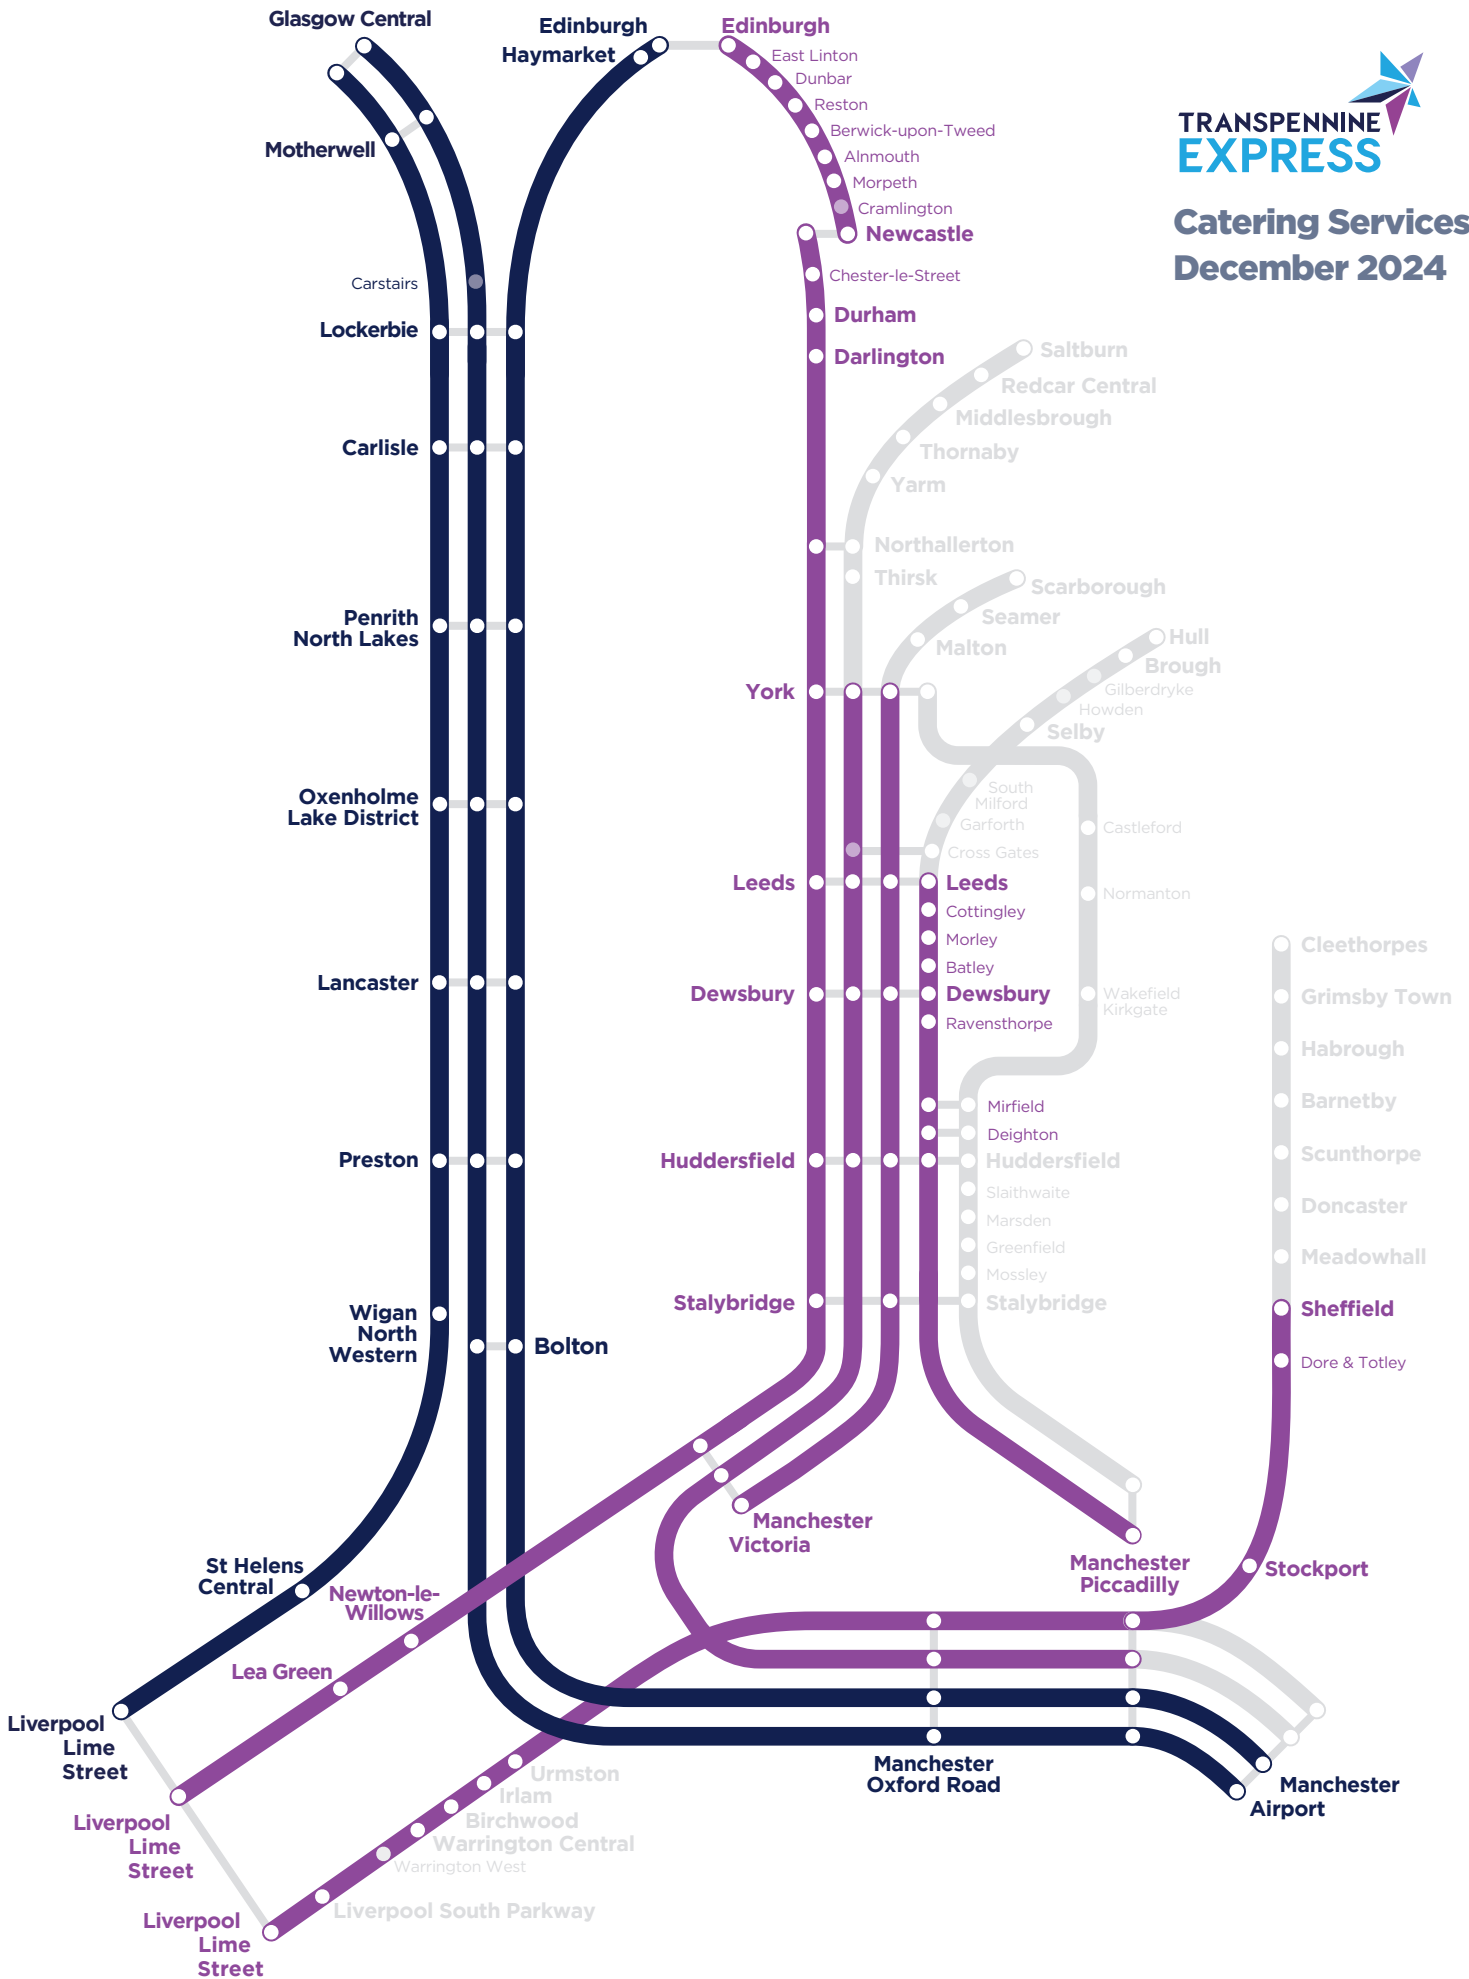 Glasgow Central
Edinburgh
Haymarket
Edinburgh
East Linton
Dunbar
Reston
Berwick-upon-Tweed
Alnmouth
Morpeth
Cramlington
Newcastle
TRANSPENNINE
EXPRESS
Catering Services
December 2024
Motherwell
Carstairs
Lockerbie
Carlisle
Penrith
North Lakes
Oxenholme
Lake District
Lancaster
Preston
Wigan
North
Western
Bolton
St Helens
Central
Newton-le-
Willows
Lea Green
Liverpool
Lime
Street
Liverpool
Lime
Street
Liverpool
Lime
Street
Chester-le-Street
Durham
Darlington
Saltburn
Redcar Central
Middlesbrough
Thornaby
Yarm
Northallerton
Thirsk
Scarborough
Seamer
Malton
Hull
Brough
Gilberdryke
Howden
Selby
York
South
Milford
Garforth
Cross Gates
Castleford
Normanton
Wakefield
Kirkgate
Leeds
Leeds
Cottingley
Morley
Batley
Dewsbury
Dewsbury
Ravensthorpe
Mirfield
Deighton
Huddersfield
Huddersfield
Slaithwaite
Marsden
Greenfield
Mossley
Stalybridge
Stalybridge
Cleethorpes
Grimsby Town
Habrough
Barnetby
Scunthorpe
Doncaster
Meadowhall
Sheffield
Dore & Totley
Stockport
Manchester
Victoria
Manchester
Piccadilly
Manchester
Oxford Road
Manchester
Airport
Urmston
Irlam
Birchwood
Warrington Central
Warrington West
Liverpool South Parkway